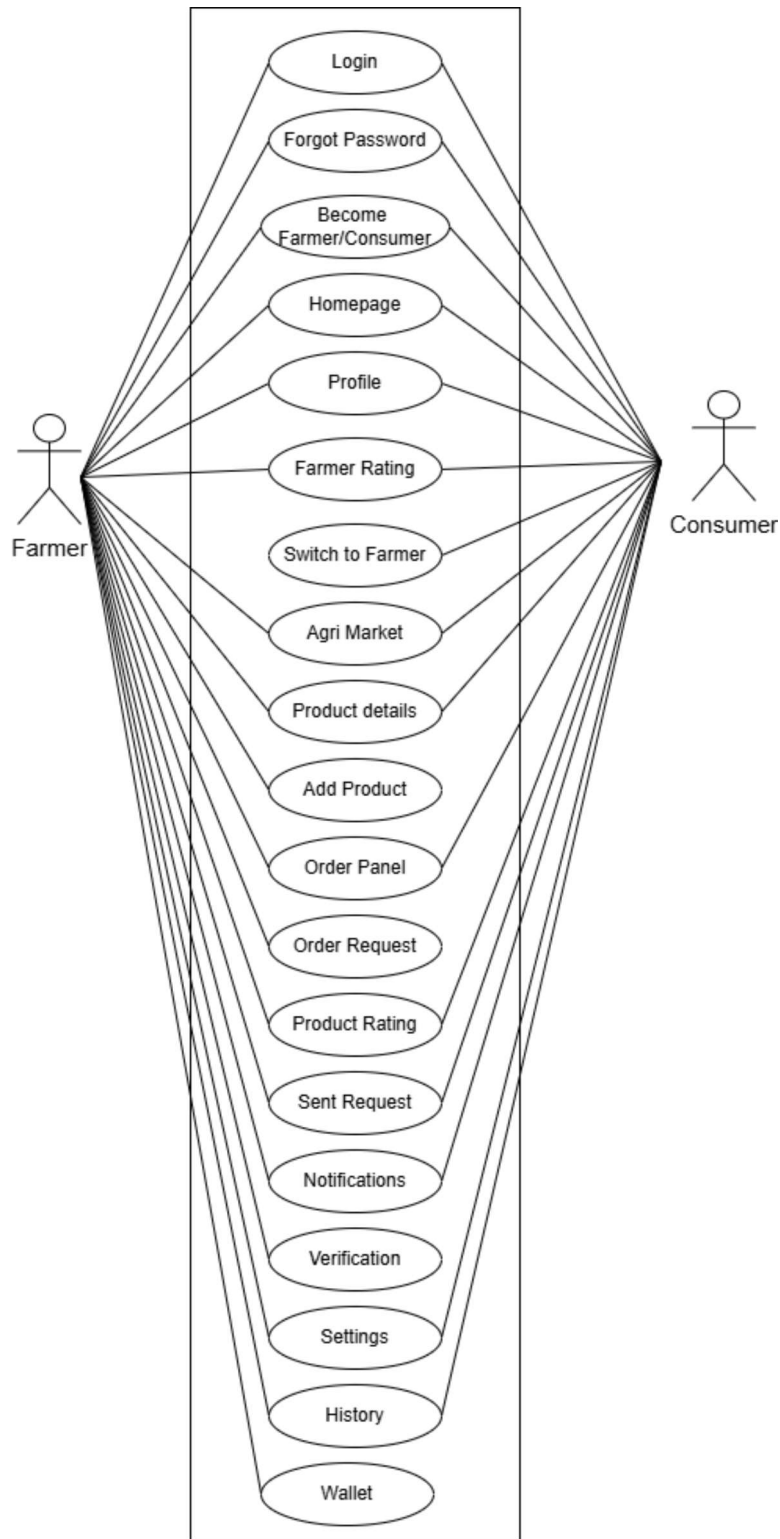 Login
Forgot Password
Become
Farmer/Consumer
Homepage
Profile
Farmer Rating
Farmer
Consumer
Switch to Farmer
Agri Market
Product details
Add Product
Order Panel
Order Request
Product Rating
Sent Request
Notifications
Verification
Settings
History
Wallet